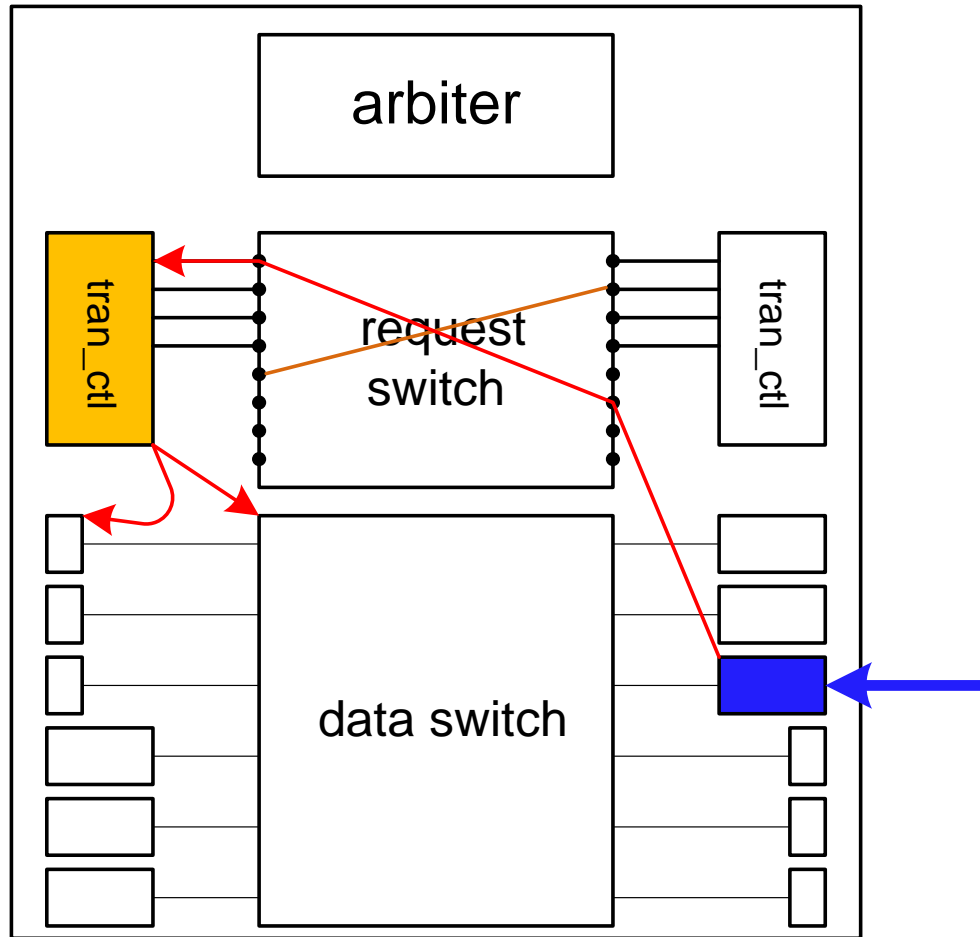 arbiter
tran_ctl
request
switch
tran_ctl
data switch